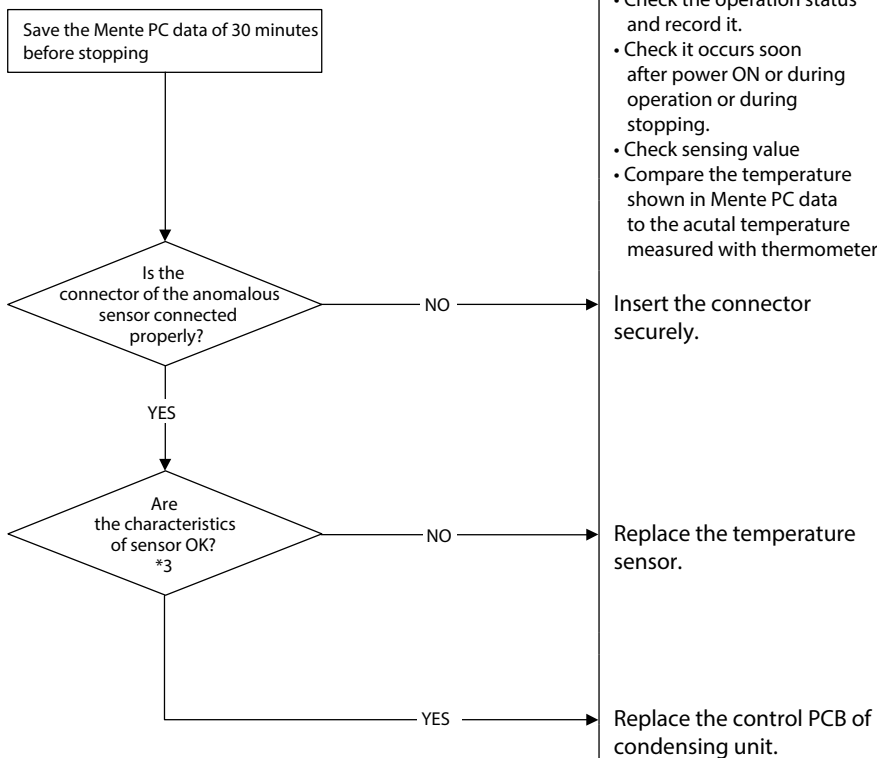 Save the Mente PC data of 30 minutes
before stopping
• Check the operation status
and record it.
• Check it occurs soon
after power ON or during
operation or during
stopping.
• Check sensing value
• Compare the temperature
shown in Mente PC data
to the acutal temperature
measured with thermometer
Is the
connector of the anomalous
sensor connected
properly?
NO
Insert the connector
securely.
YES
Are
the characteristics
of sensor OK?
*3
NO
Replace the temperature
sensor.
YES
Replace the control PCB of
condensing unit.